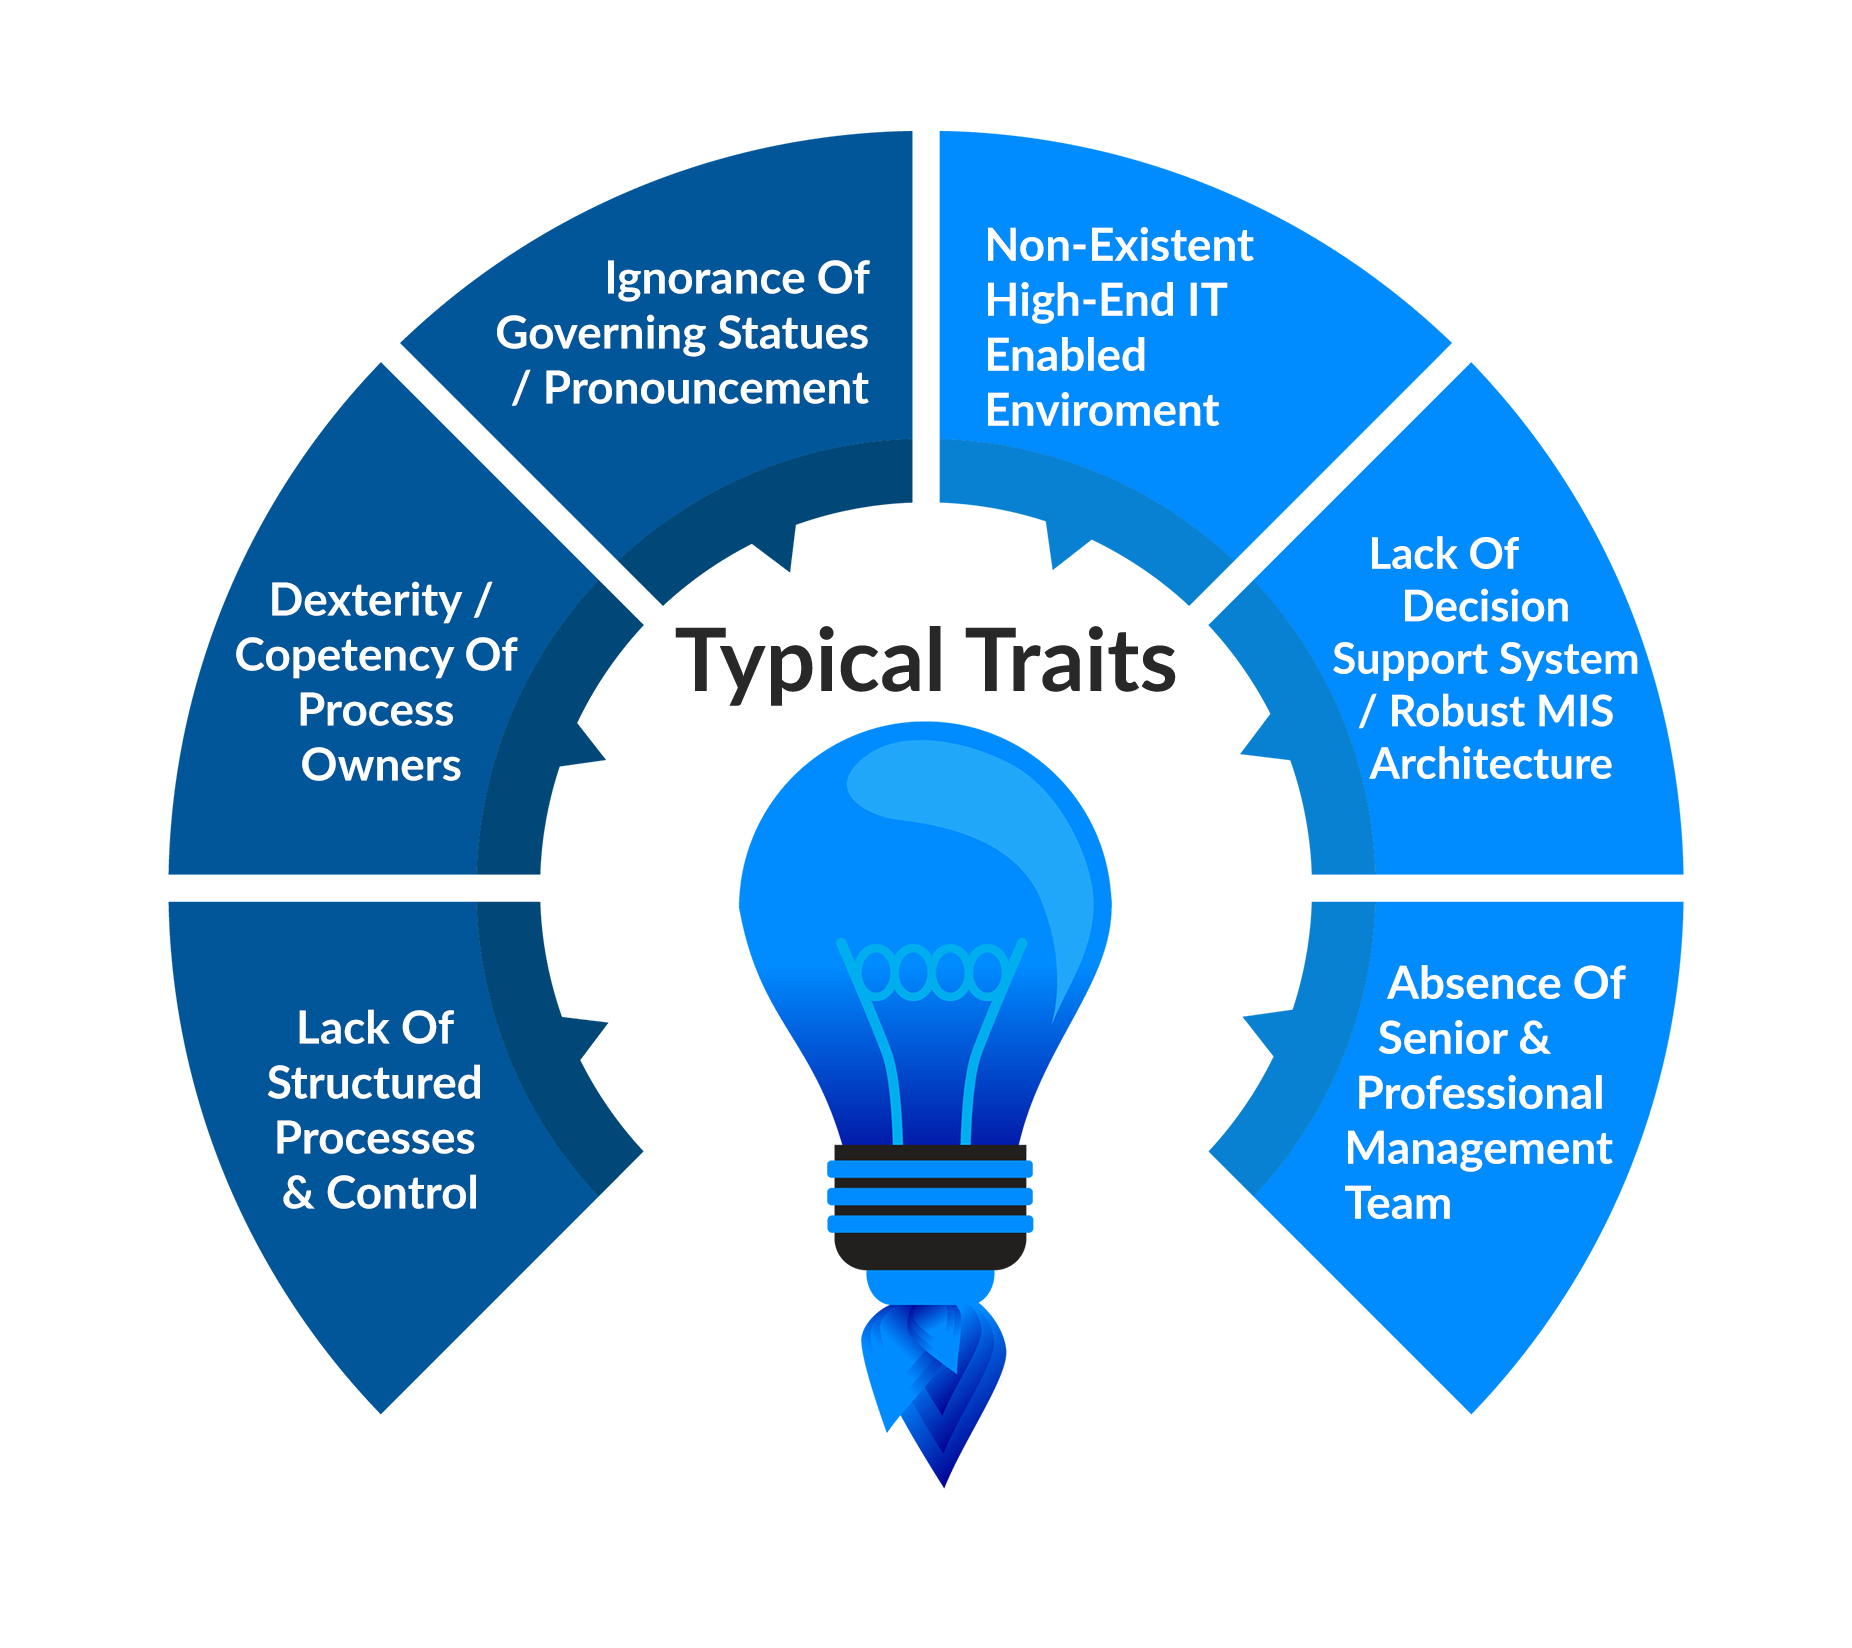 Ignorance Of
Governing Statues
/ Pronouncement
Non-Existent
High-End IT
Enabled
Enviroment
Dexterity /
Copetency Of
Process
Owners
Lack Of
Decision
Support System
/ Robust MIS
Architecture
Typical Traits
Lack Of
Structured
Processes
& Control
Absence Of
Senior &
Professional
Management
Team